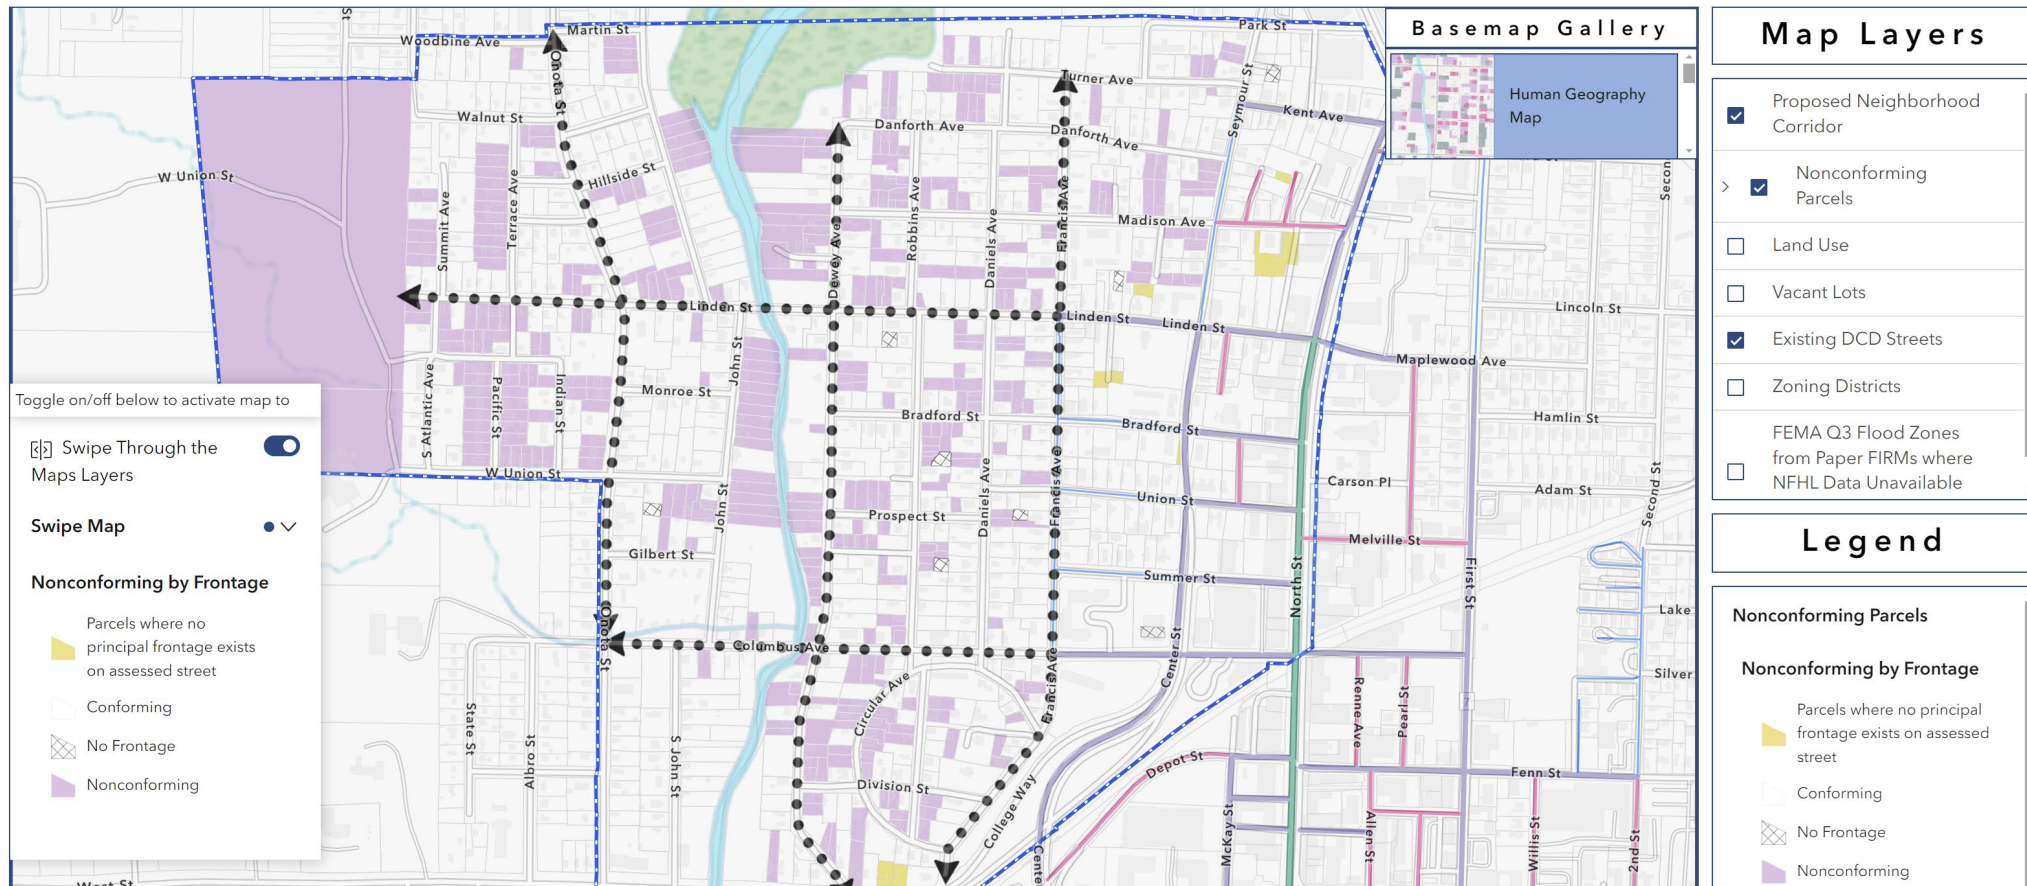 Basemap Gallery
Human Geography
Map
Map Layers
Proposed Neighborhood
Corridor
Nonconforming
Parcels
Land Use
Vacant Lots
Existing DCD Streets
Zoning Districts
FEMA Q3 Flood Zones
from Paper FIRMs where
NFHL Data Unavailable
Legend
Nonconforming Parcels
Nonconforming by Frontage
Parcels where no principal
frontage exists on assessed
street
Conforming
No Frontage
Nonconforming
Toggle on/off below to activate map to
Swipe Through the
Maps Layers
Swipe Map
Nonconforming by Frontage
Parcels where no
principal frontage exists
on assessed street
Conforming
No Frontage
Nonconforming
St
Woodbine Ave
Martin St
Park St
Onota St
Turner Ave
Seymour St
Kent Ave
Walnut St
Danforth Ave
Danforth Ave
W Union St
Hillside St
Summit Ave
Terrace Ave
Dewey Ave
Robbins Ave
Daniels Ave
Francis Ave
Madison Ave
Secon
Linden St
Linden St
Linden St
Lincoln St
Maplewood Ave
John St
S Atlantic Ave
Pacific St
Indian St
Monroe St
Bradford St
Bradford St
Hamlin St
W Union St
Daniels Ave
Francis Ave
Union St
Carson Pl
Adam St
Second St
John St
Prospect St
Gilbert St
Melville St
Summer St
North St
First St
Lake
Onota St
Columbus Ave
Center St
Silver
Circular Ave
Francis Ave
Renne Ave
Pearl St
7
State St
Albro St
S John St
Division St
College Way
Depot St
Fenn St
McKay St
Allen St
Willis St
2nd St
Cente
West St